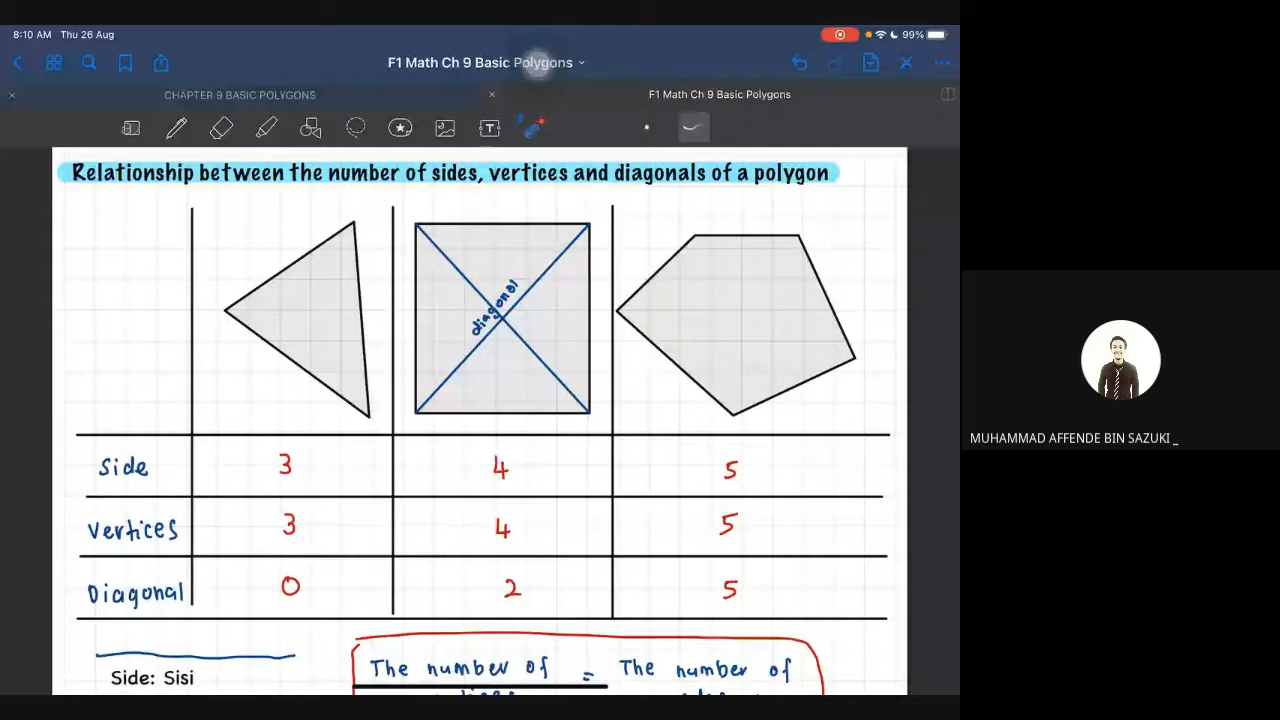 8:10 AM Thu 26 Aug
99%
F1 Math Ch 9 Basic Polygons
CHAPTER 9 BASIC POLYGONS
F1 Math Ch 9 Basic Polygons
Relationship between the number of sides, vertices and diagonals of a polygon
diagonal
Side 3 4 5
Vertices 3 4 5
Diagonal 0 2 5
The number of = The number of
Side: Sisi
MUHAMMAD AFFENDE BIN SAZUKI _